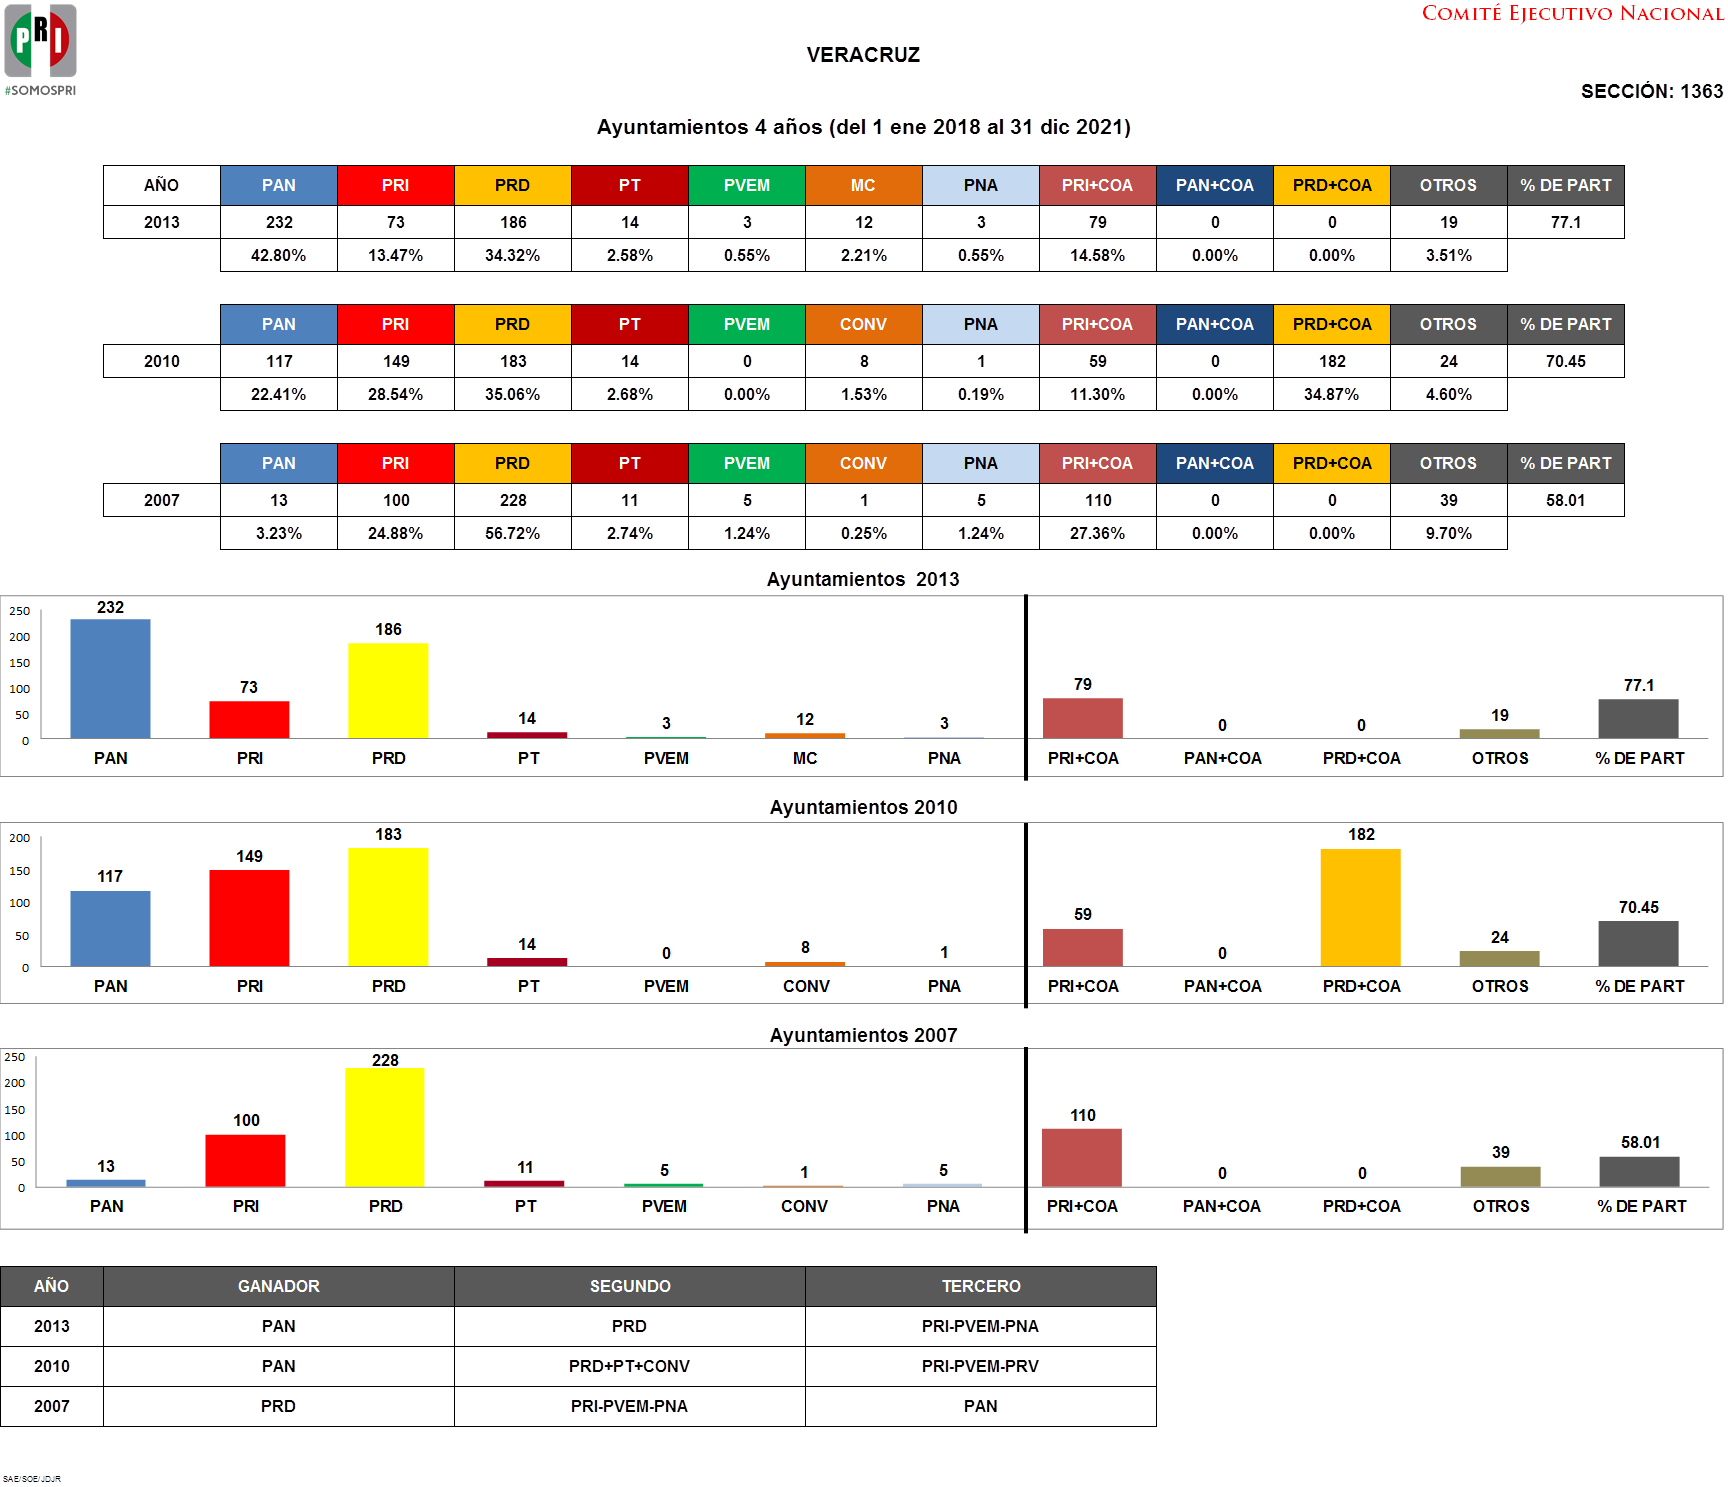 COMITÉ EJECUTIVO NACIONAL
PRI
#SOMOSPRI
VERACRUZ
SECCIÓN: 1363
Ayuntamientos 4 años (del 1 ene 2018 al 31 dic 2021)
AÑO PAN PRI PRD PT PVEM MC PNA PRI+COA PAN+COA PRD+COA OTROS % DE PART
2013 232 73 186 14 3 12 3 79 0 0 19 77.1
42.80% 13.47% 34.32% 2.58% 0.55% 2.21% 0.55% 14.58% 0.00% 0.00% 3.51%
PAN PRI PRD PT PVEM CONV PNA PRI+COA PAN+COA PRD+COA OTROS % DE PART
2010 117 149 183 14 0 8 1 59 0 182 24 70.45
22.41% 28.54% 35.06% 2.68% 0.00% 1.53% 0.19% 11.30% 0.00% 34.87% 4.60%
PAN PRI PRD PT PVEM CONV PNA PRI+COA PAN+COA PRD+COA OTROS % DE PART
2007 13 100 228 11 5 1 5 110 0 0 39 58.01
3.23% 24.88% 56.72% 2.74% 1.24% 0.25% 1.24% 27.36% 0.00% 0.00% 9.70%
Ayuntamientos 2013
250
200
150
100
50
0
232 73 186 14 3 12 3 79 0 0 19 77.1
PAN PRI PRD PT PVEM MC PNA PRI+COA PAN+COA PRD+COA OTROS % DE PART
Ayuntamientos 2010
200
150
100
50
0
117 149 183 14 0 8 1 59 0 182 24 70.45
PAN PRI PRD PT PVEM CONV PNA PRI+COA PAN+COA PRD+COA OTROS % DE PART
Ayuntamientos 2007
250
200
150
100
50
0
13 100 228 11 5 1 5 110 0 0 39 58.01
PAN PRI PRD PT PVEM CONV PNA PRI+COA PAN+COA PRD+COA OTROS % DE PART
AÑO GANADOR SEGUNDO TERCERO
2013 PAN PRD PRI-PVEM-PNA
2010 PAN PRD+PT+CONV PRI-PVEM-PRV
2007 PRD PRI-PVEM-PNA PAN
SAE/SOE/JDJR